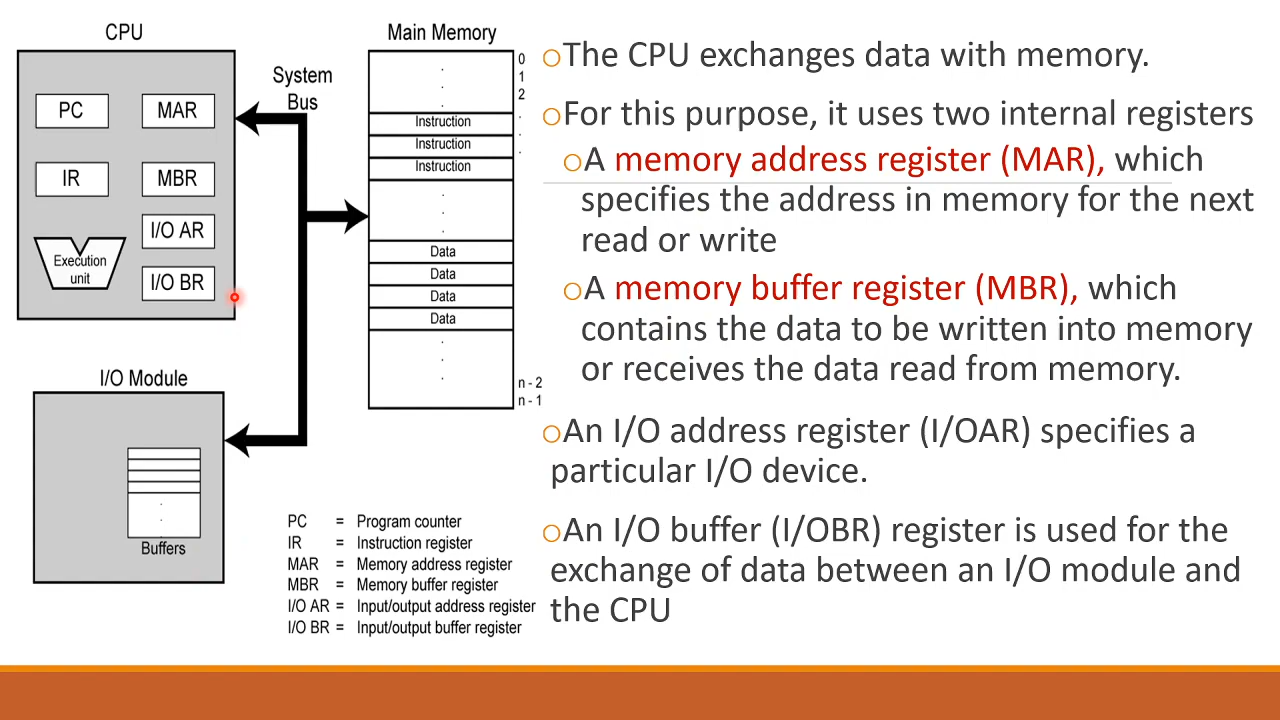 CPU
PC
MAR
IR
MBR
I/O AR
Execution
unit
I/O BR
System
Bus
Main Memory
0
1
2
Instruction
Instruction
Instruction
Data
Data
Data
Data
n - 2
n - 1
I/O Module
Buffers
PC = Program counter
IR = Instruction register
MAR = Memory address register
MBR = Memory buffer register
I/O AR = Input/output address register
I/O BR = Input/output buffer register
The CPU exchanges data with memory.
For this purpose, it uses two internal registers
A memory address register (MAR), which
specifies the address in memory for the next
read or write
A memory buffer register (MBR), which
contains the data to be written into memory
or receives the data read from memory.
An I/O address register (I/OAR) specifies a
particular I/O device.
An I/O buffer (I/OBR) register is used for the
exchange of data between an I/O module and
the CPU